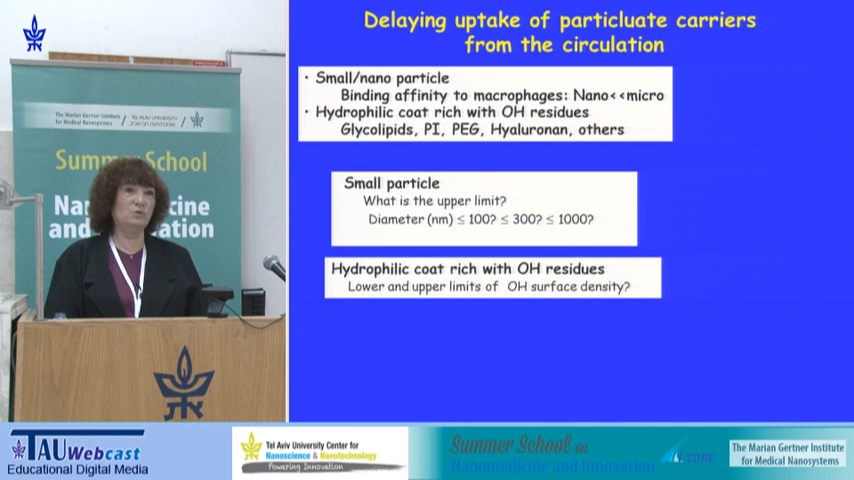 Delaying uptake of particluate carriers
from the circulation
• Small/nano particle
Binding affinity to macrophages: Nano<<micro
• Hydrophilic coat rich with OH residues
Glycolipids, PI, PEG, Hyaluronan, others
Small particle
What is the upper limit?
Diameter (nm) ≤ 100? ≤ 300? ≤ 1000?
Hydrophilic coat rich with OH residues
Lower and upper limits of OH surface density?
The Marian Gertner Institute
for Medical Nanosystems
TEL AVIV UNIVERSITY
Summer School
TAU Webcast
Educational Digital Media
Tel Aviv University Center for
Nanoscience & Nanotechnology
Powering Innovation
Summer School on
Nanomedicine and Innovation
The Marian Gertner Institute
for Medical Nanosystems